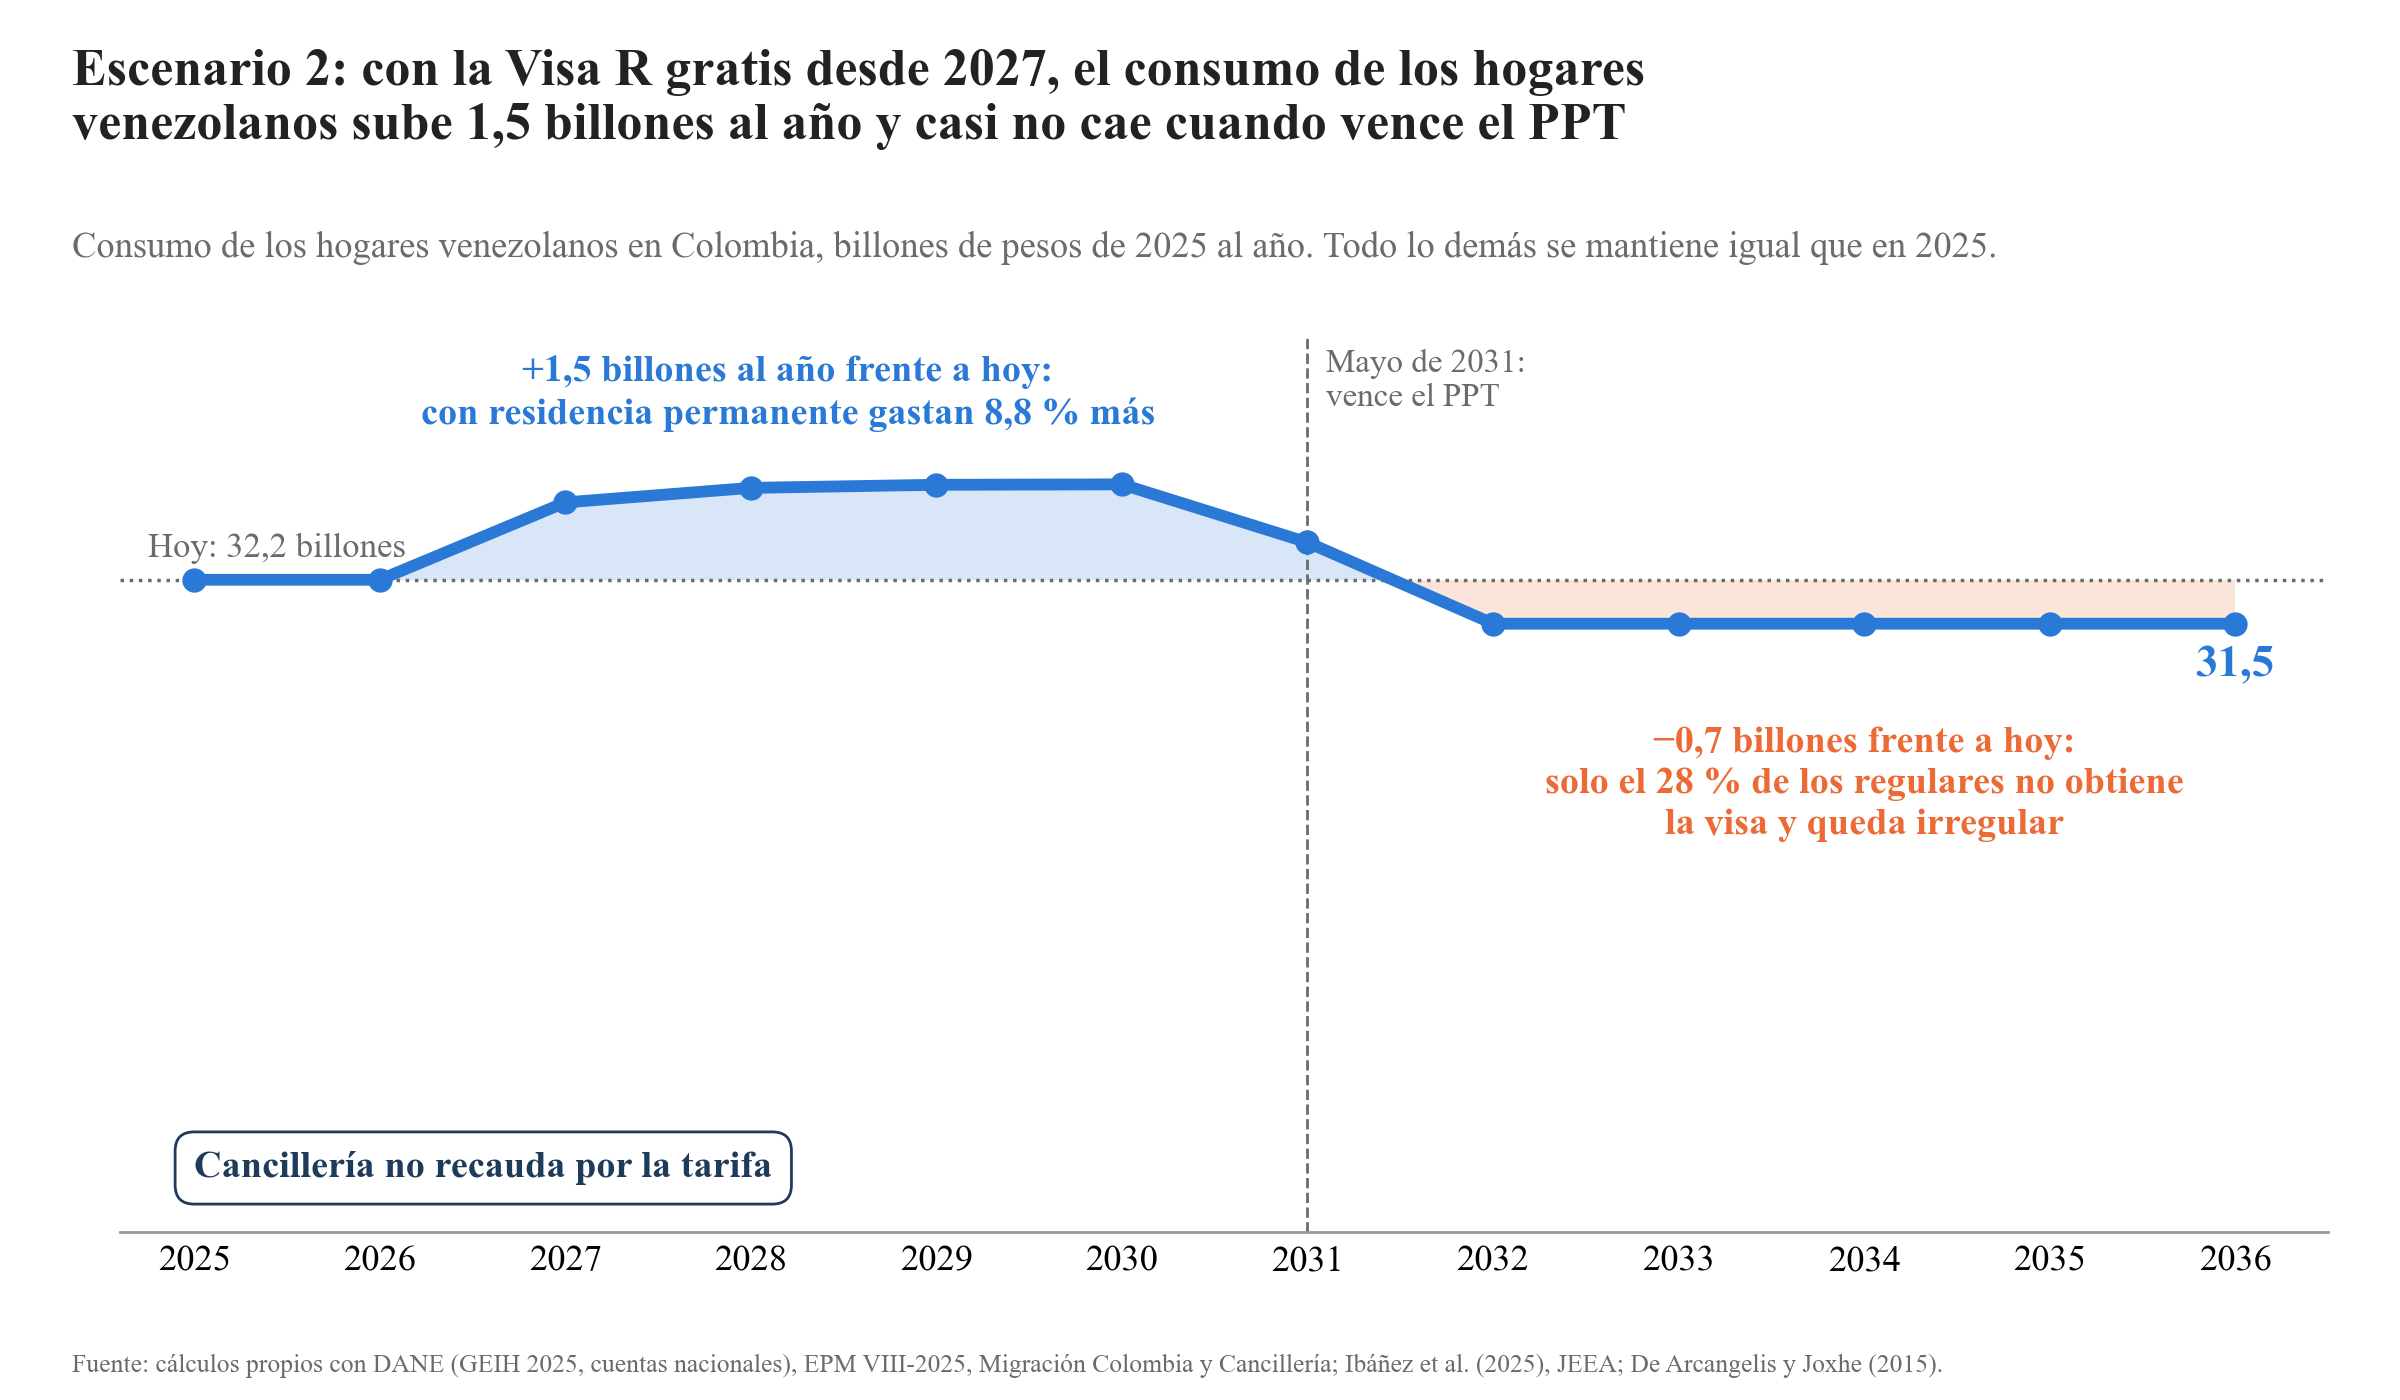 Escenario 2: con la Visa R gratis desde 2027, el consumo de los hogares
venezolanos sube 1,5 billones al año y casi no cae cuando vence el PPT
Consumo de los hogares venezolanos en Colombia, billones de pesos de 2025 al año. Todo lo demás se mantiene igual que en 2025.
+1,5 billones al año frente a hoy:
con residencia permanente gastan 8,8 % más
Mayo de 2031:
vence el PPT
Hoy: 32,2 billones
31,5
−0,7 billones frente a hoy:
solo el 28 % de los regulares no obtiene
la visa y queda irregular
Cancillería no recauda por la tarifa
2025 2026 2027 2028 2029 2030 2031 2032 2033 2034 2035 2036
Fuente: cálculos propios con DANE (GEIH 2025, cuentas nacionales), EPM VIII-2025, Migración Colombia y Cancillería; Ibáñez et al. (2025), JEEA; De Arcangelis y Joxhe (2015).